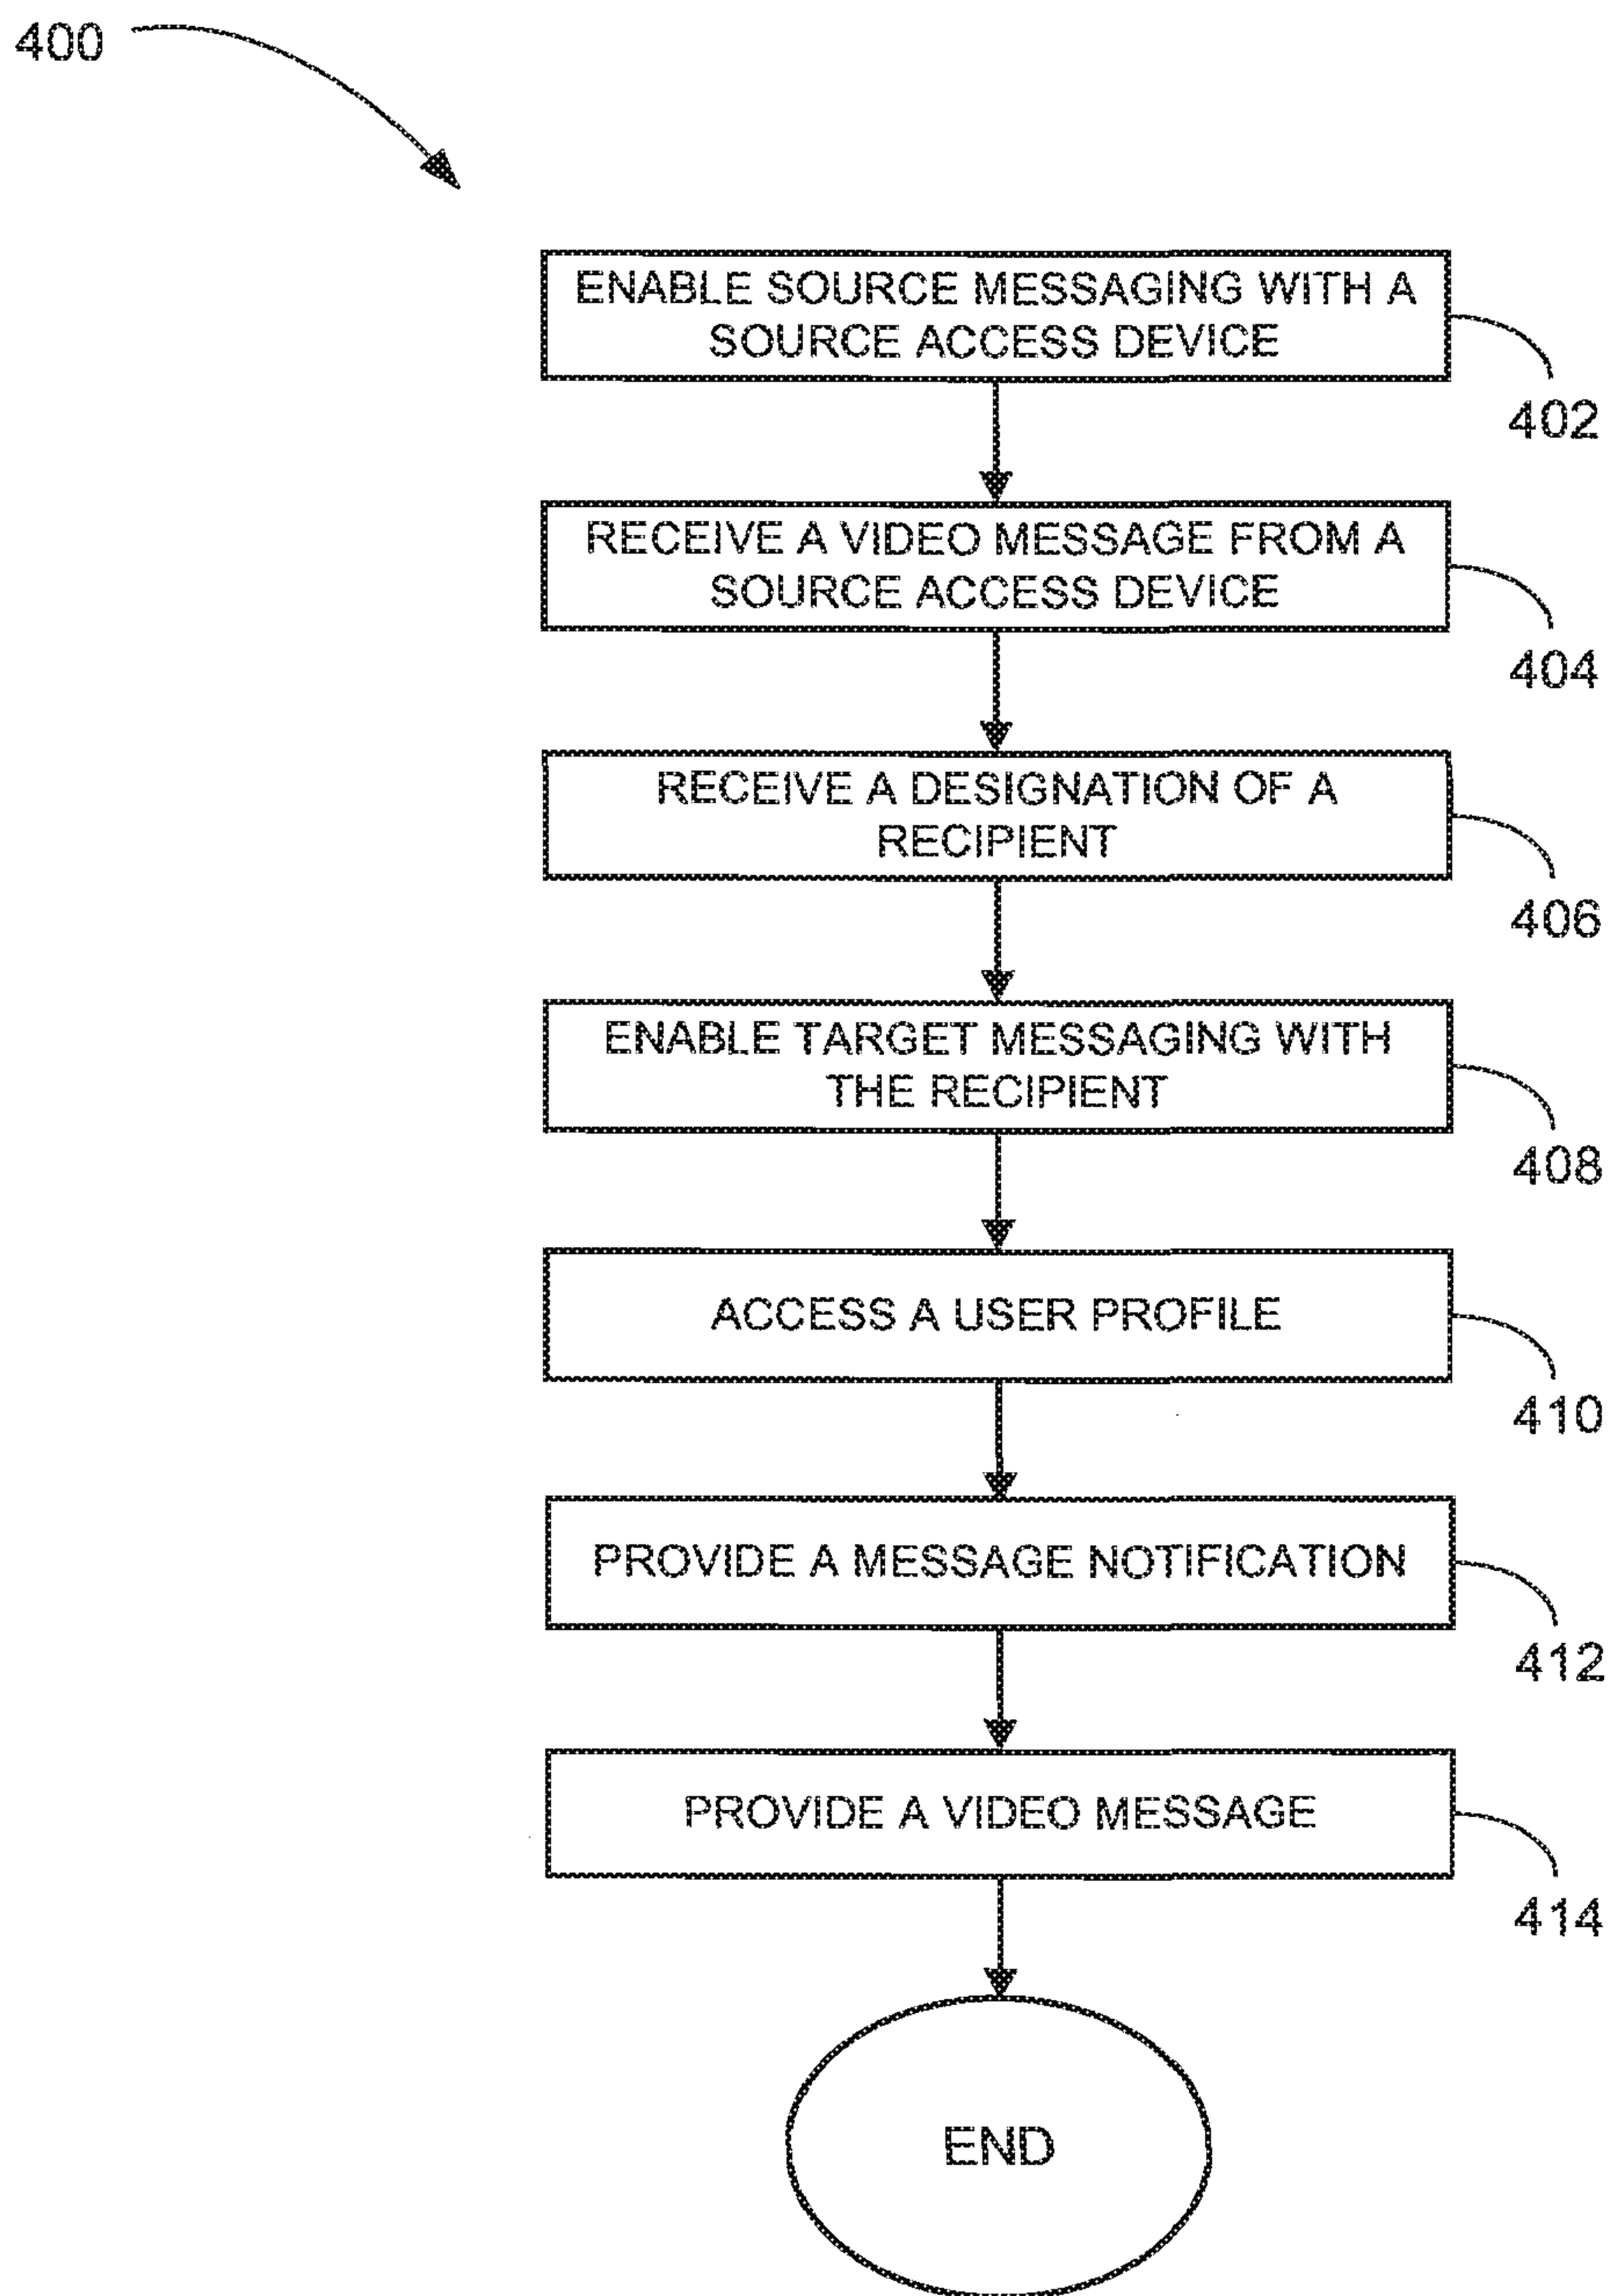 400
ENABLE SOURCE MESSAGING WITH A
SOURCE ACCESS DEVICE
402
RECEIVE A VIDEO MESSAGE FROM A
SOURCE ACCESS DEVICE
404
RECEIVE A DESIGNATION OF A
RECIPIENT
406
ENABLE TARGET MESSAGING WITH
THE RECIPIENT
408
ACCESS A USER PROFILE
410
PROVIDE A MESSAGE NOTIFICATION
412
PROVIDE A VIDEO MESSAGE
414
END